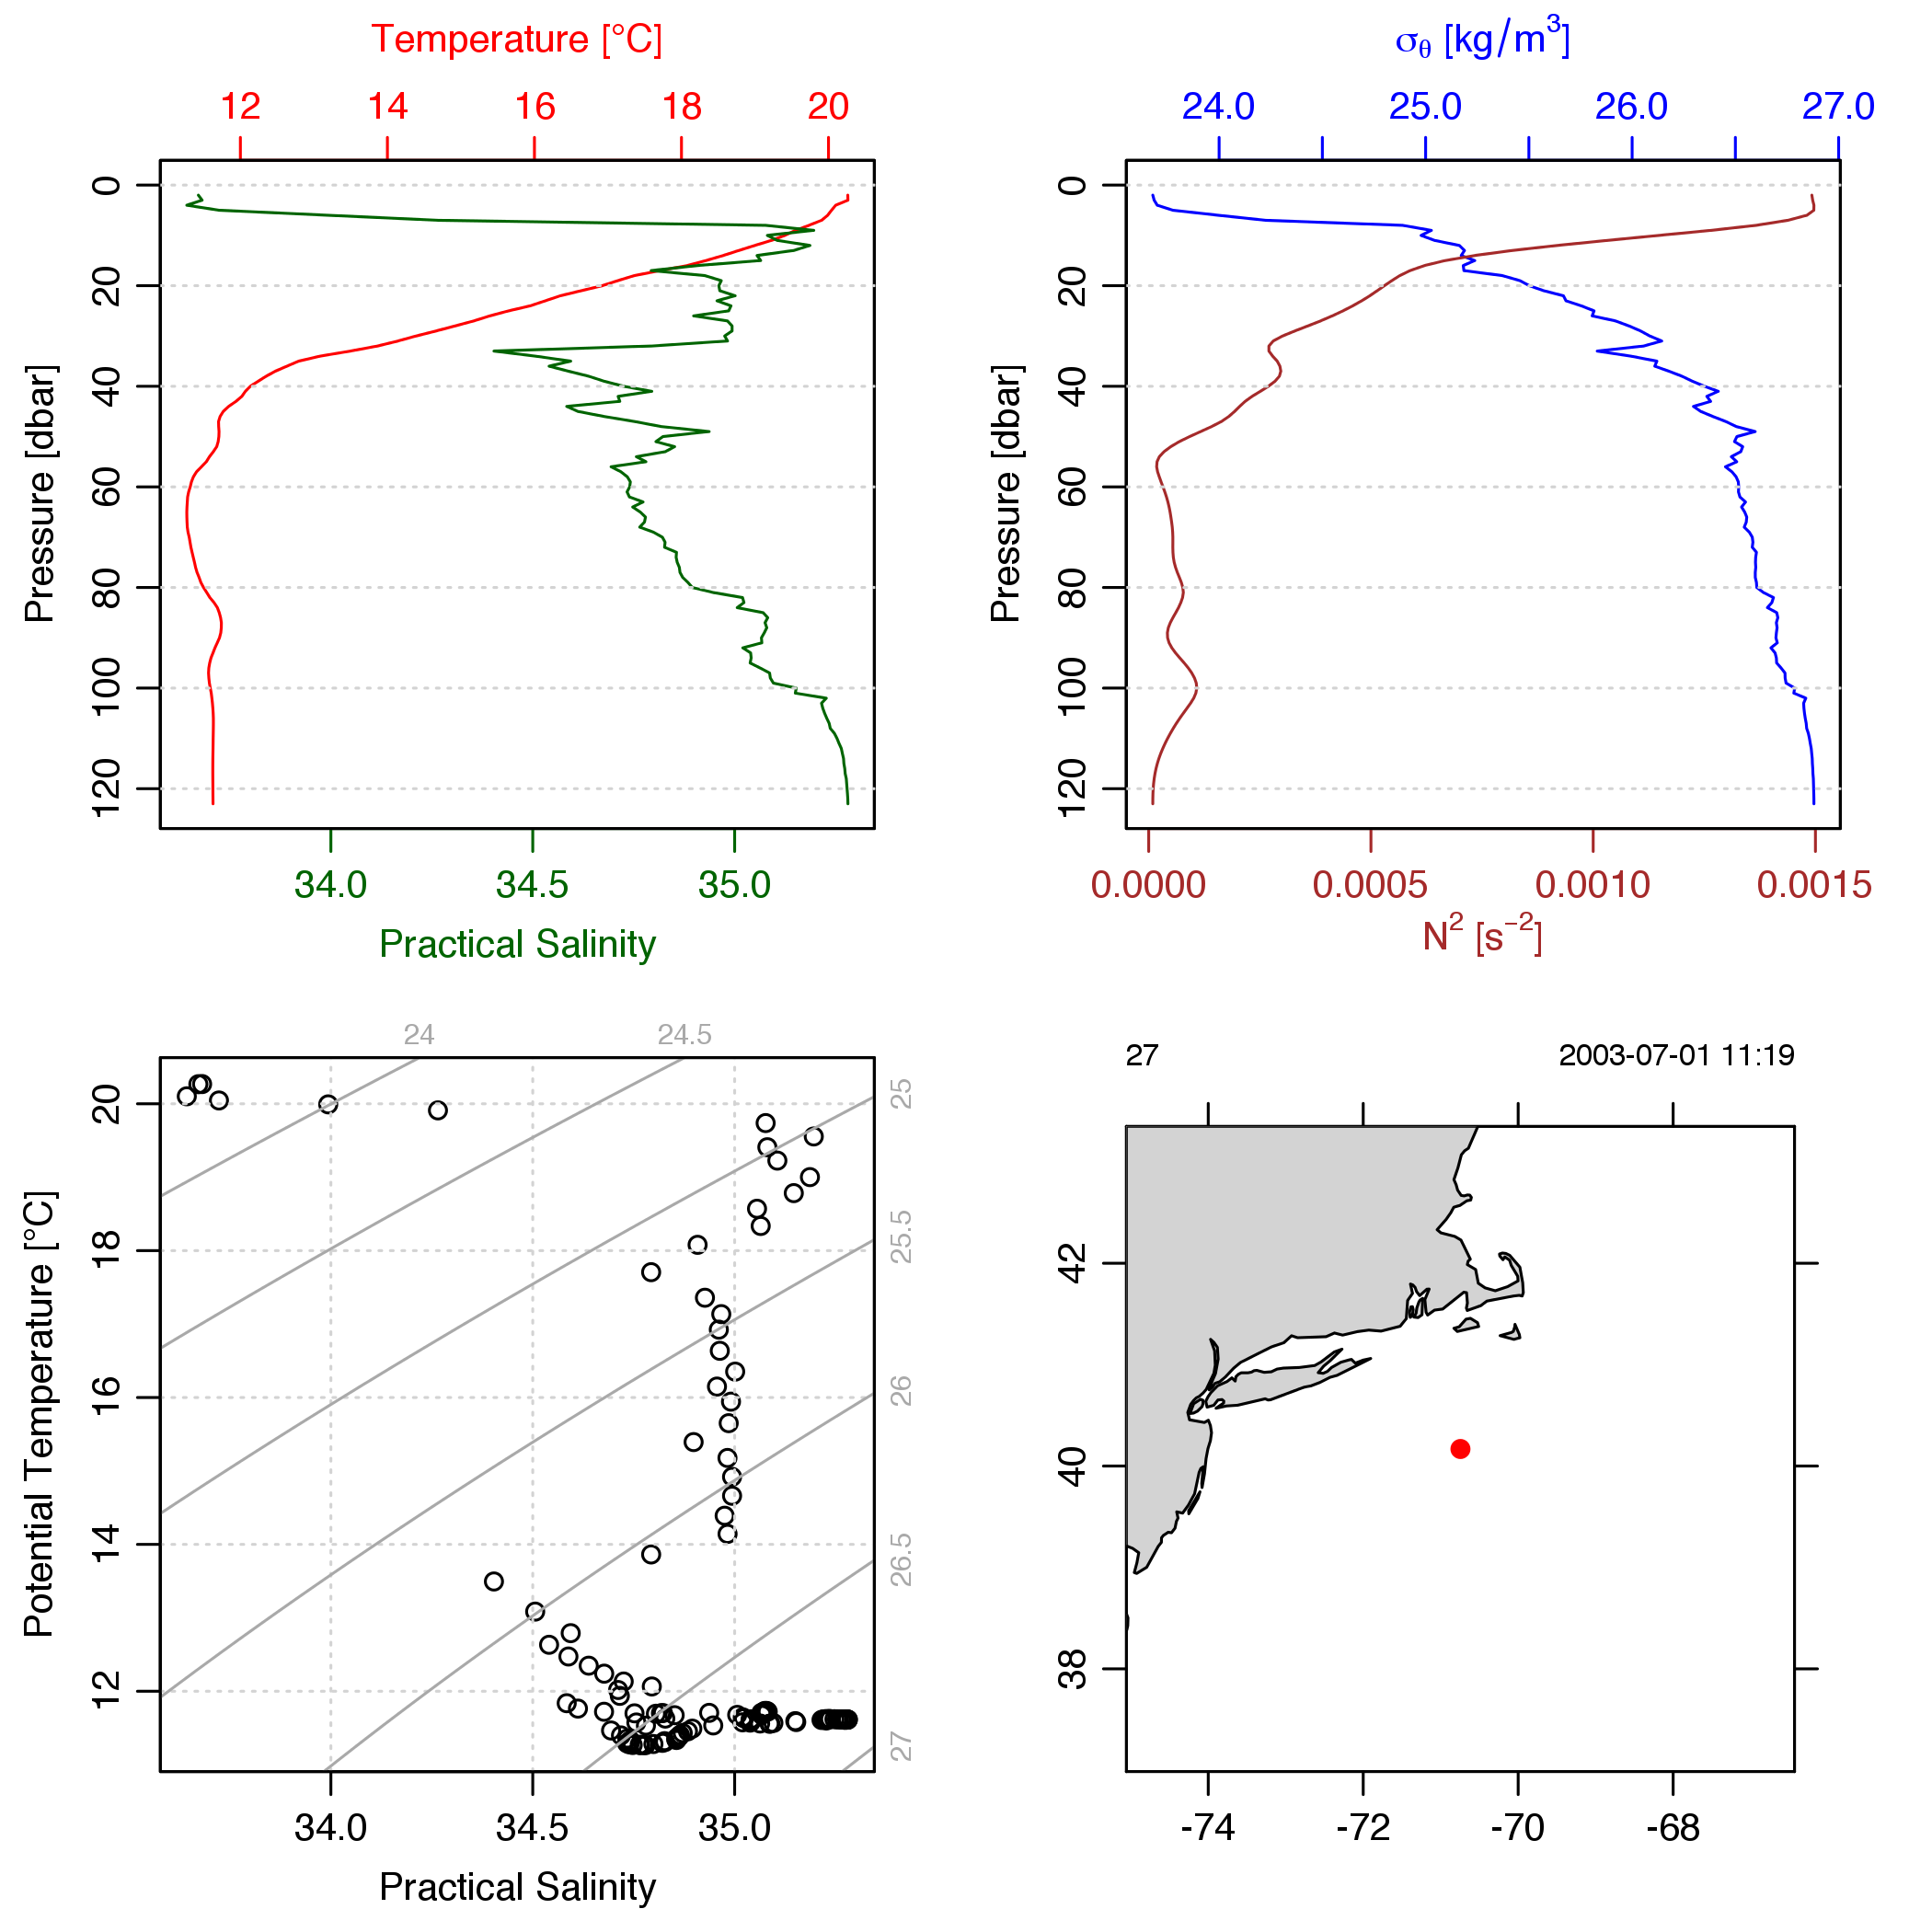 Temperature [°C]
12 14 16 18 20
Pressure [dbar]
0 20 40 60 80 100 120
34.0 34.5 35.0
Practical Salinity
σθ [kg/m³]
24.0 25.0 26.0 27.0
Pressure [dbar]
0 20 40 60 80 100 120
0.0000 0.0005 0.0010 0.0015
N² [s⁻²]
24 24.5
25 25.5 26 26.5 27
Potential Temperature [°C]
20 18 16 14 12
34.0 34.5 35.0
Practical Salinity
27 2003-07-01 11:19
42 40 38
-74 -72 -70 -68